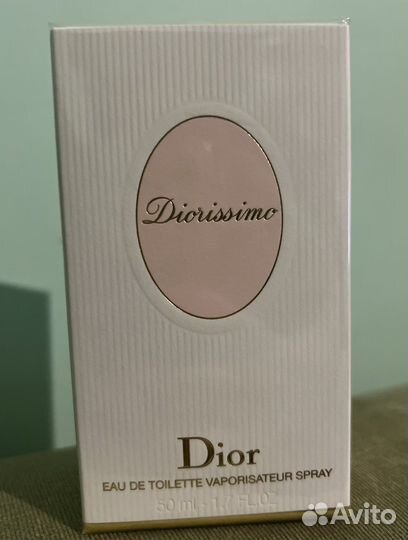 Diorissimo
Dior
EAU DE TOILETTE VAPORISATEUR SPRAY
50 ml - 1.7 FL.OZ
Avito